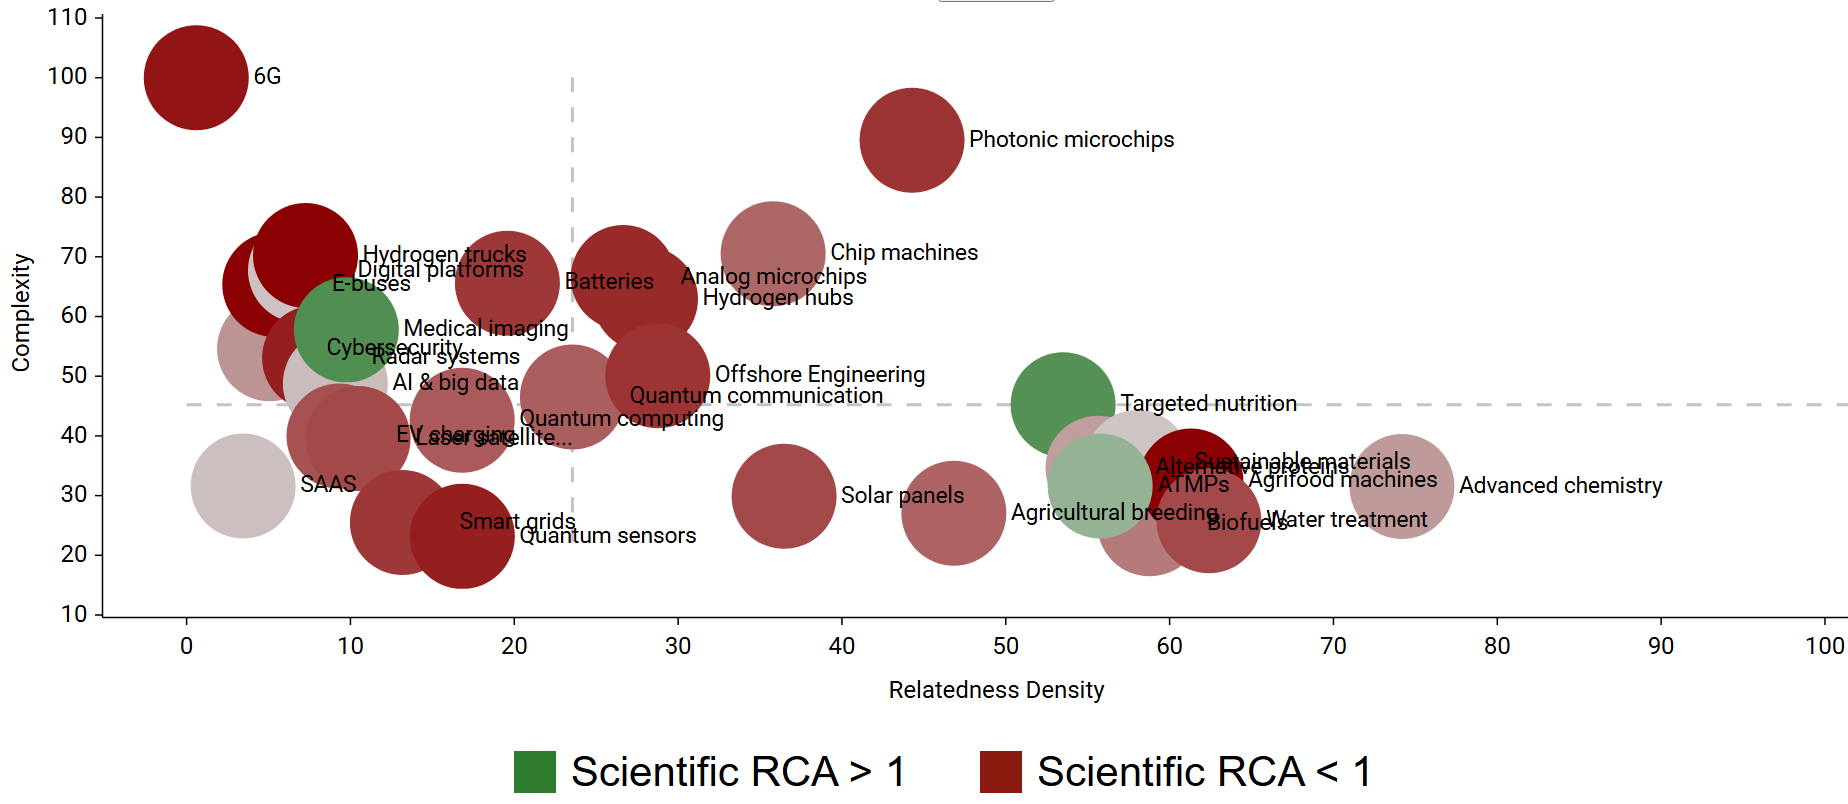 110
100
90
80
70
60
50
40
30
20
10
Complexity
6G
Photonic microchips
Hydrogen trucks
Chip machines
Digital platforms
E-buses
Batteries
Analog microchips
Hydrogen hubs
Medical imaging
Cybersecurity
Radar systems
AI & big data
Offshore Engineering
Quantum communication
Targeted nutrition
Quantum computing
EV charging
Laser satellite...
Sustainable materials
Alternative proteins
SAAS
ATMPs
Agrifood machines
Advanced chemistry
Solar panels
Agricultural breeding
Smart grids
Biofuels
Water treatment
Quantum sensors
0 10 20 30 40 50 60 70 80 90 100
Relatedness Density
Scientific RCA > 1 Scientific RCA < 1